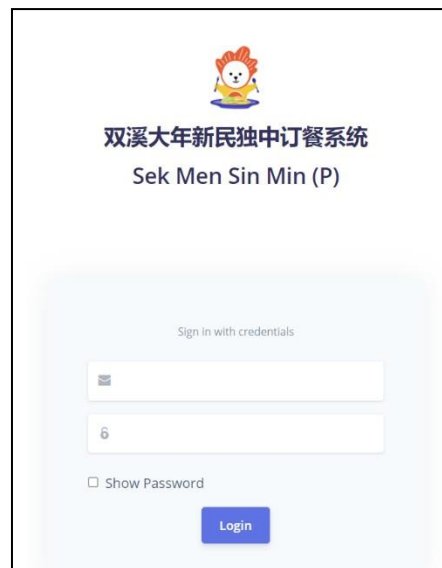 双溪大年新民独中订餐系统
Sek Men Sin Min (P)
Sign in with credentials
Show Password
Login